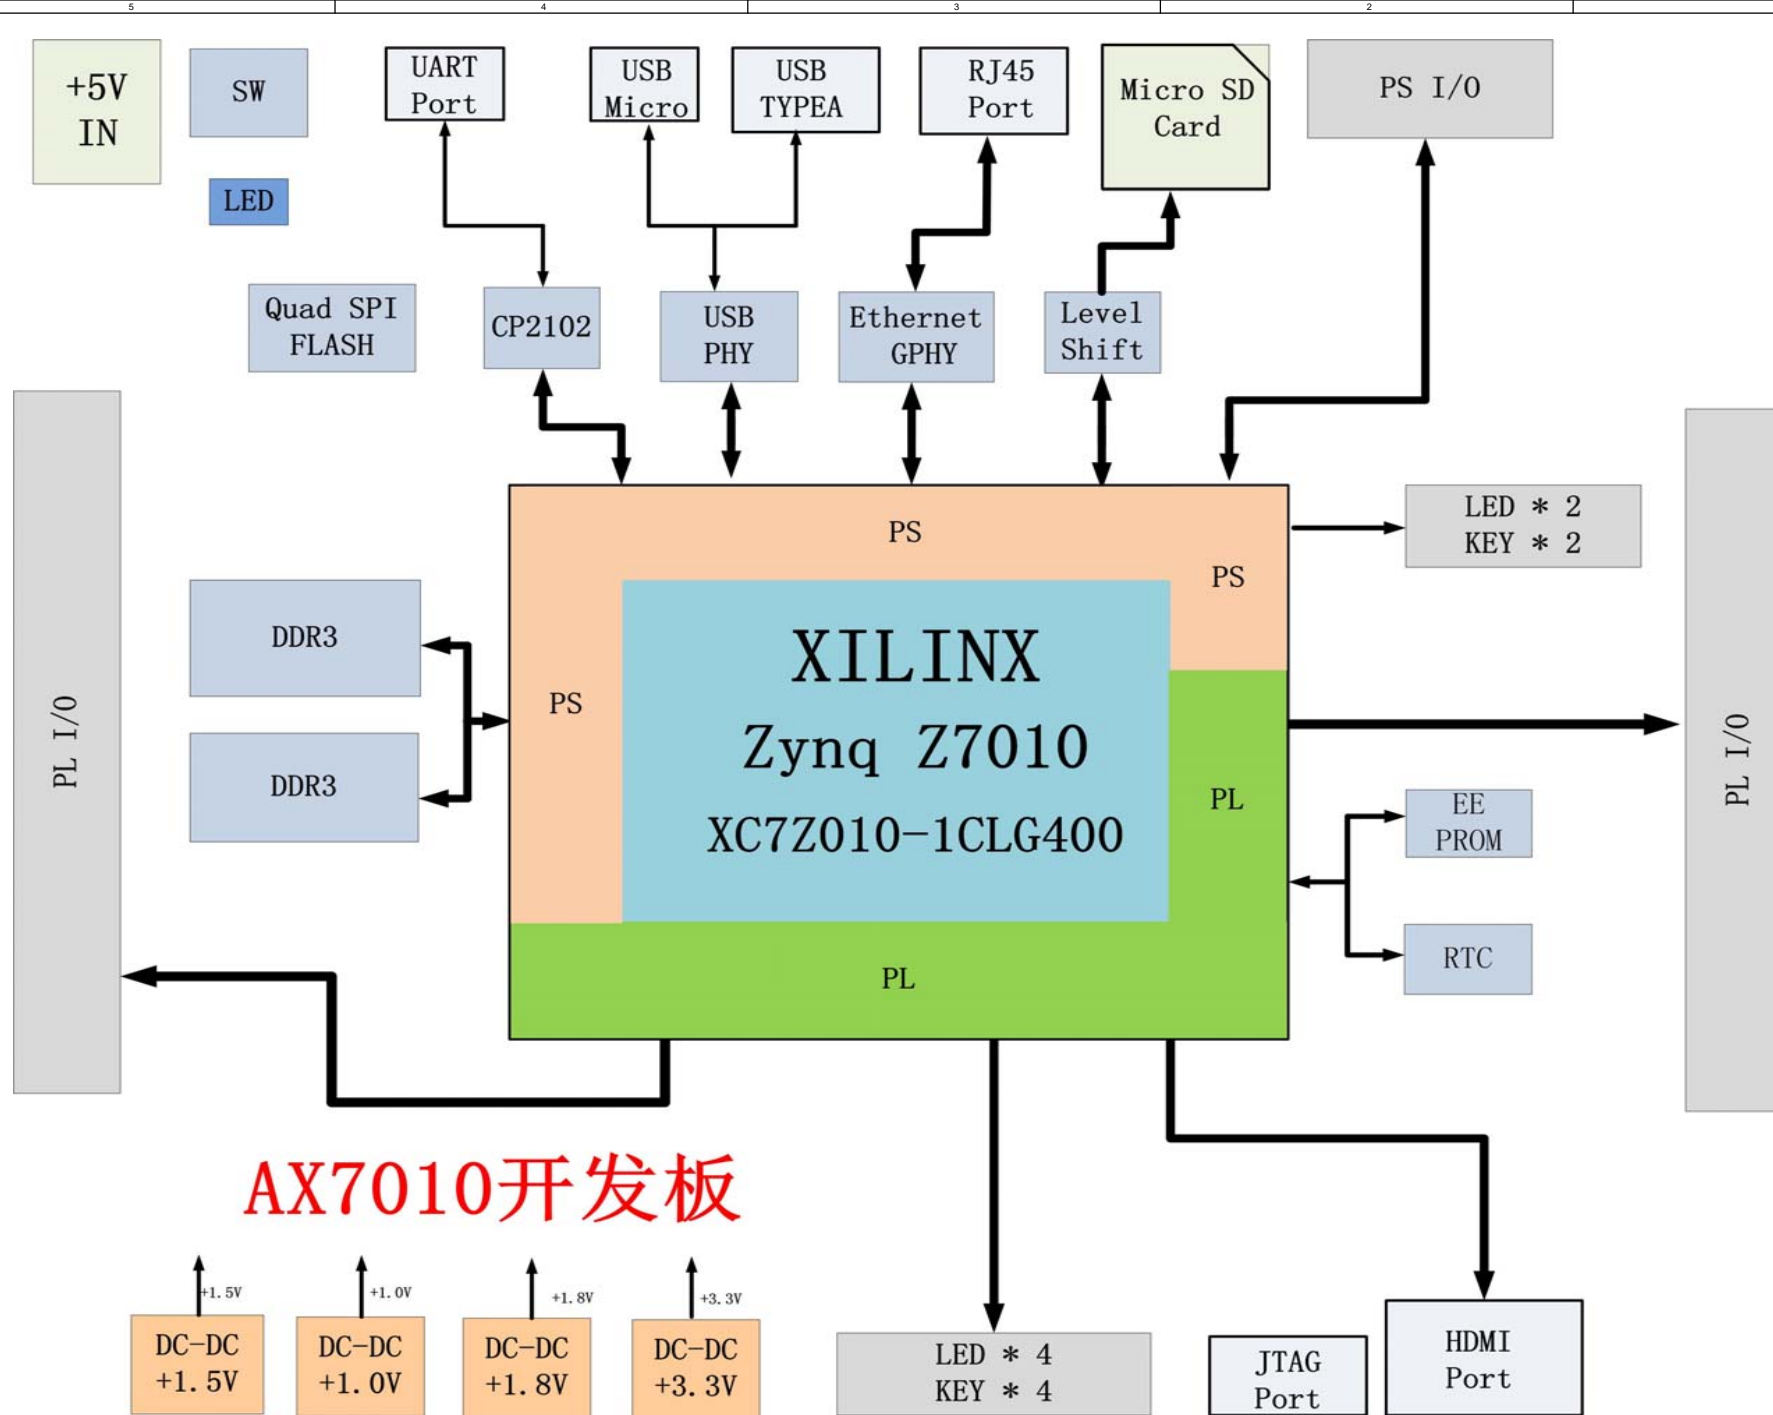 5 4 3 2
+5V
IN
SW
LED
UART
Port
USB
Micro
USB
TYPEA
RJ45
Port
Micro SD
Card
PS I/O
Quad SPI
FLASH
CP2102
USB
PHY
Ethernet
GPHY
Level
Shift
PS
PS
LED * 2
KEY * 2
DDR3
DDR3
PS
PL I/O
XILINX
Zynq Z7010
XC7Z010-1CLG400
PL
PL I/O
EE
PROM
RTC
PL
AX7010开发板
+1.5V
+1.0V
+1.8V
+3.3V
DC-DC
+1.5V
DC-DC
+1.0V
DC-DC
+1.8V
DC-DC
+3.3V
LED * 4
KEY * 4
JTAG
Port
HDMI
Port